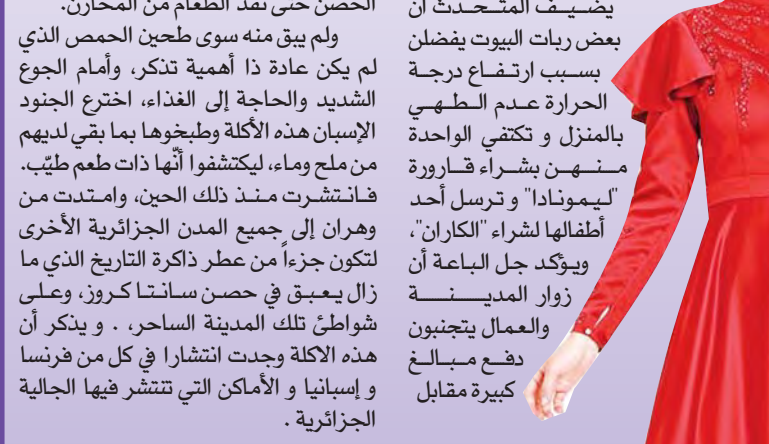 يضيف المتحدث أن
بعض ربات البيوت يفضلن
بسبب ارتفاع درجة
الحرارة عدم الطهي
بالمنزل و تكتفي الواحدة
منهن بشراء قارورة
"ليمونادا" و ترسل أحد
أطفالها لشراء "الكاران"،
ويؤكد جل الباعة أن
زوار المدينة
والعمال يتجنبون
دفع مبالغ
كبيرة مقابل
الحصن حتى نفد الطعام من المخازن.
ولم يبق منه سوى طحين الحمص الذي
لم يكن عادة ذا أهمية تذكر، وأمام الجوع
الشديد والحاجة إلى الغذاء، اخترع الجنود
الإسبان هذه الأكلة وطبخوها بما بقي لديهم
من ملح وماء، ليكتشفوا أنّها ذات طعم طيّب.
فانتشرت منذ ذلك الحين، وامتدت من
وهران إلى جميع المدن الجزائرية الأخرى
لتكون جزءاً من عطر ذاكرة التاريخ الذي ما
زال يعبق في حصن سانتا كروز، وعلى
شواطئ تلك المدينة الساحر، . و يذكر أن
هذه الاكلة وجدت انتشارا في كل من فرنسا
و إسبانيا و الأماكن التي تنتشر فيها الجالية
الجزائرية .